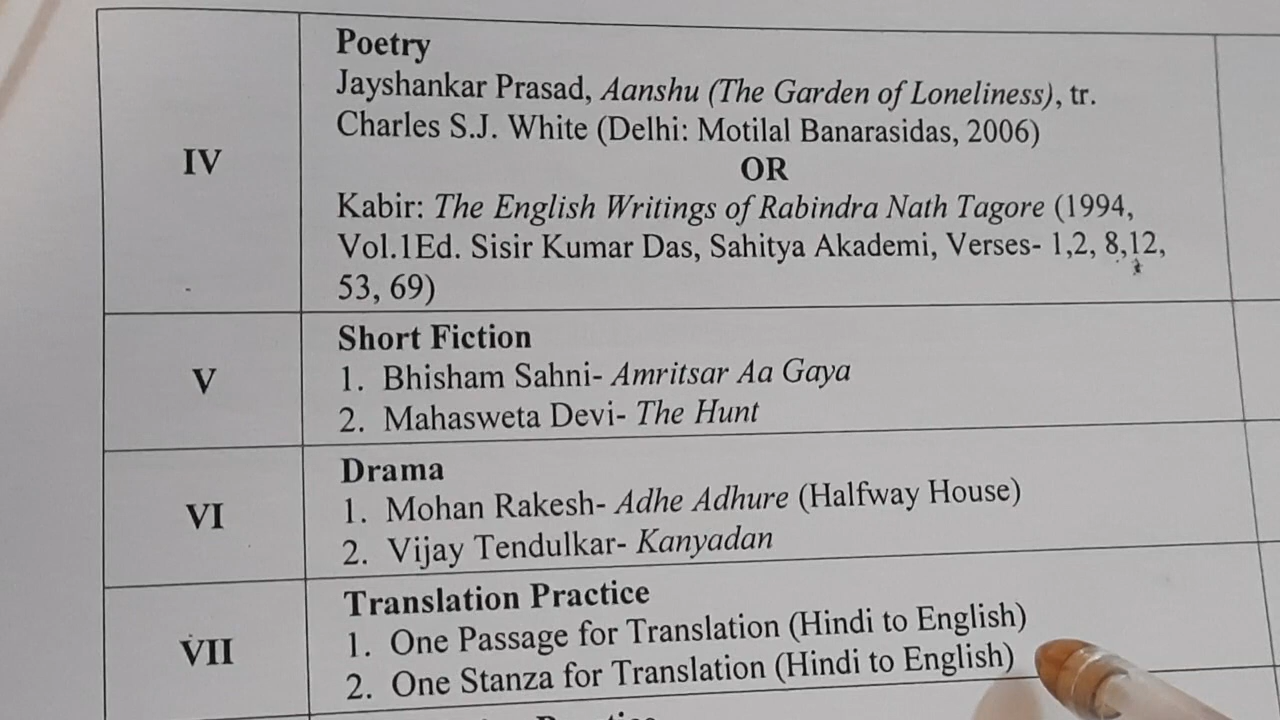 IV
Poetry
Jayshankar Prasad, Aanshu (The Garden of Loneliness), tr.
Charles S.J. White (Delhi: Motilal Banarasidas, 2006)
OR
Kabir: The English Writings of Rabindra Nath Tagore (1994,
Vol.1Ed. Sisir Kumar Das, Sahitya Akademi, Verses- 1,2, 8,12,
53, 69)
V
Short Fiction
1. Bhisham Sahni- Amritsar Aa Gaya
2. Mahasweta Devi- The Hunt
VI
Drama
1. Mohan Rakesh- Adhe Adhure (Halfway House)
2. Vijay Tendulkar- Kanyadan
VII
Translation Practice
1. One Passage for Translation (Hindi to English)
2. One Stanza for Translation (Hindi to English)